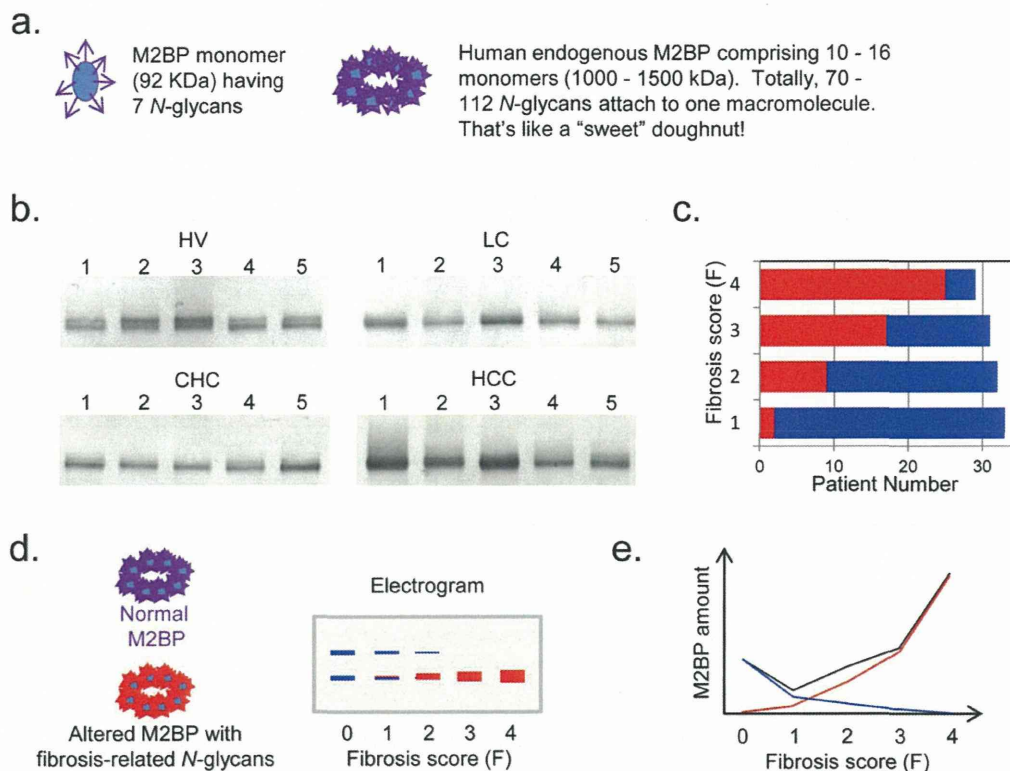 a.
M2BP monomer
(92 KDa) having
7 N-glycans
Human endogenous M2BP comprising 10 - 16
monomers (1000 - 1500 kDa). Totally, 70 -
112 N-glycans attach to one macromolecule.
That's like a "sweet" doughnut!
b.
HV
1 2 3 4 5
LC
1 2 3 4 5
CHC
1 2 3 4 5
HCC
1 2 3 4 5
c.
Fibrosis score (F)
4
3
2
1
0 10 20 30
Patient Number
d.
Normal
M2BP
Altered M2BP with
fibrosis-related N-glycans
Electrogram
0 1 2 3 4
Fibrosis score (F)
e.
M2BP amount
0 1 2 3 4
Fibrosis score (F)